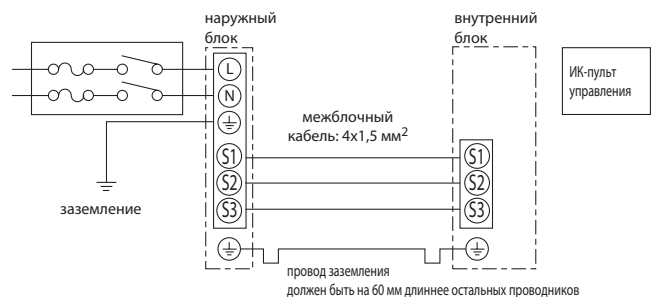 наружный
блок
внутренний
блок
L
N
ИК-пульт
управления
межблочный
кабель: 4х1,5 мм²
S1
S2
S3
S1
S2
S3
заземление
провод заземления
должен быть на 60 мм длиннее остальных проводников